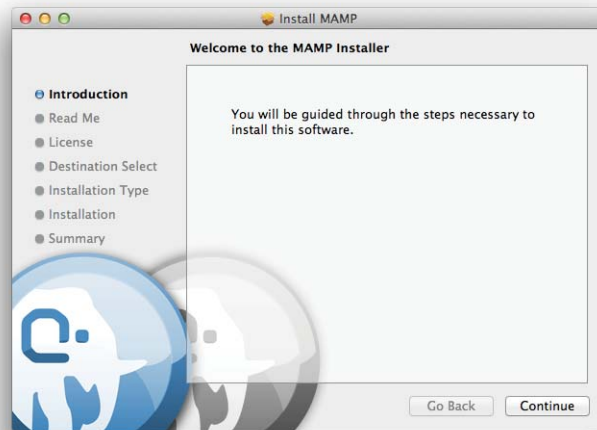 Install MAMP
Welcome to the MAMP Installer
Introduction
Read Me
License
Destination Select
Installation Type
Installation
Summary
You will be guided through the steps necessary to
install this software.
Go Back
Continue